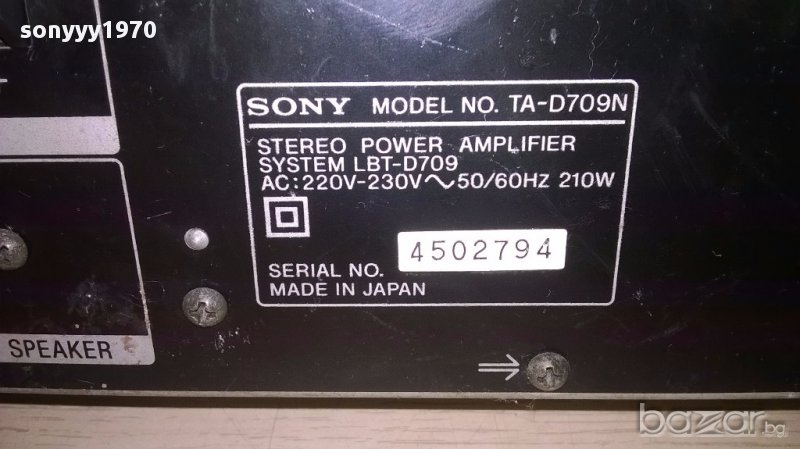 sonyyy1970
SONY MODEL NO. TA-D709N
STEREO POWER AMPLIFIER
SYSTEM LBT-D709
AC:220V-230V～50/60HZ 210W
SERIAL NO. 4502794
MADE IN JAPAN
SPEAKER
bazar.bg